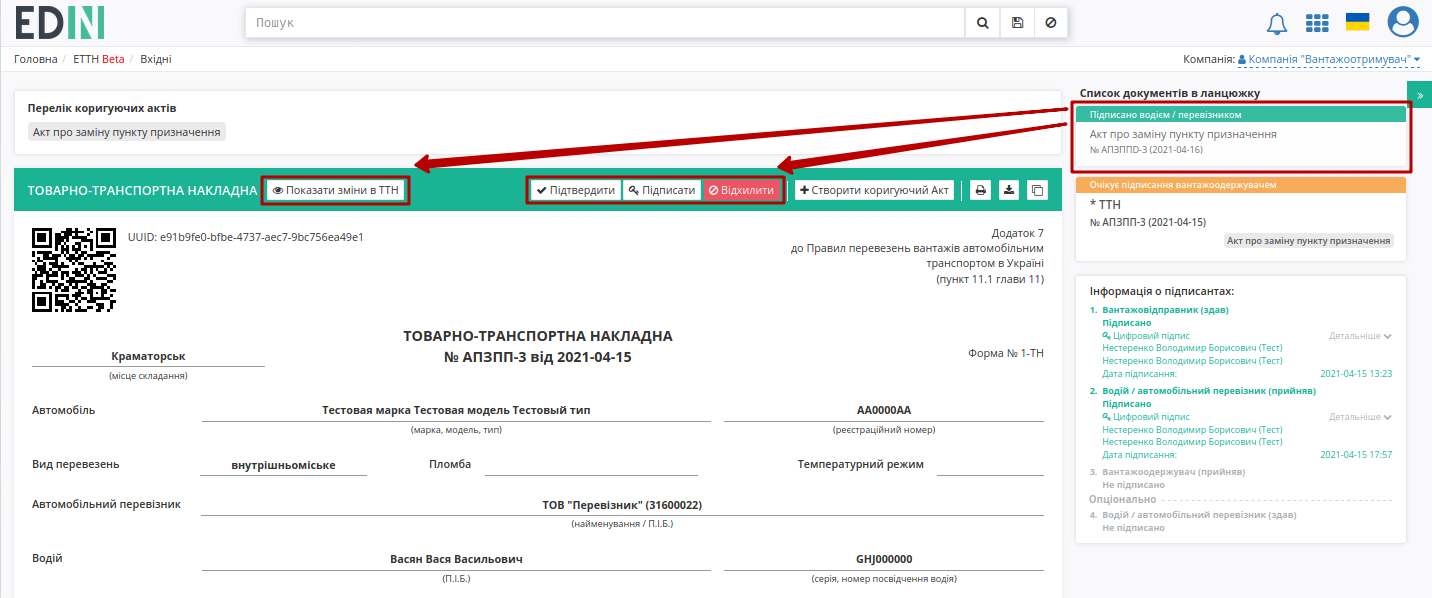 EDIN
Пошук
Головна / ЕТТН Beta / Вхідні
Компанія: Компанія "Вантажоотримувач"
Перелік коригуючих актів
Акт про заміну пункту призначення
ТОВАРНО-ТРАНСПОРТНА НАКЛАДНА Показати зміни в ТТН Підтвердити Підписати Відхилити Створити коригуючий Акт
UUID: e91b9fe0-bfbe-4737-aec7-9bc756ea49e1
Додаток 7
до Правил перевезень вантажів автомобільним
транспортом в Україні
(пункт 11.1 глави 11)
ТОВАРНО-ТРАНСПОРТНА НАКЛАДНА
№ АПЗПП-3 від 2021-04-15
Форма № 1-ТН
Краматорськ
(місце складання)
Автомобіль Тестовая марка Тестовая модель Тестовый тип АА0000АА
(марка, модель, тип) (реєстраційний номер)
Вид перевезень внутрішньоміське Пломба Температурний режим
Автомобільний перевізник ТОВ "Перевізник" (31600022)
(найменування / П.І.Б.)
Водій Васян Вася Васильович GHJ000000
(П.І.Б.) (серія, номер посвідчення водія)
Список документів в ланцюжку
»
Підписано водієм / перевізником
Акт про заміну пункту призначення
№ АПЗППD-3 (2021-04-16)
Очікує підписання вантажоодержувачем
* ТТН
№ АПЗПП-3 (2021-04-15)
Акт про заміну пункту призначення
Інформація о підписантах:
1. Вантажовідправник (здав)
Підписано
Цифровий підпис Детальніше
Нестеренко Володимир Борисович (Тест)
Нестеренко Володимир Борисович (Тест)
Дата підписання: 2021-04-15 13:23
2. Водій / автомобільний перевізник (прийняв)
Підписано
Цифровий підпис Детальніше
Нестеренко Володимир Борисович (Тест)
Нестеренко Володимир Борисович (Тест)
Дата підписання: 2021-04-15 17:57
3. Вантажоодержувач (прийняв)
Не підписано
Опціонально
4. Водій / автомобільний перевізник (здав)
Не підписано